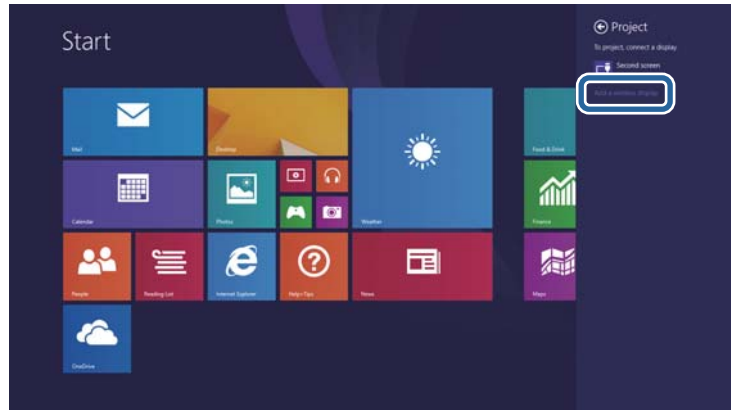 Start
Project
To project, connect a display
Second screen
Add a wireless display
Mail
Desktop
Food & Drink
Calendar
Photos
Weather
Finance
People
Reading List
Internet Explorer
Help+Tips
News
Maps
OneDrive